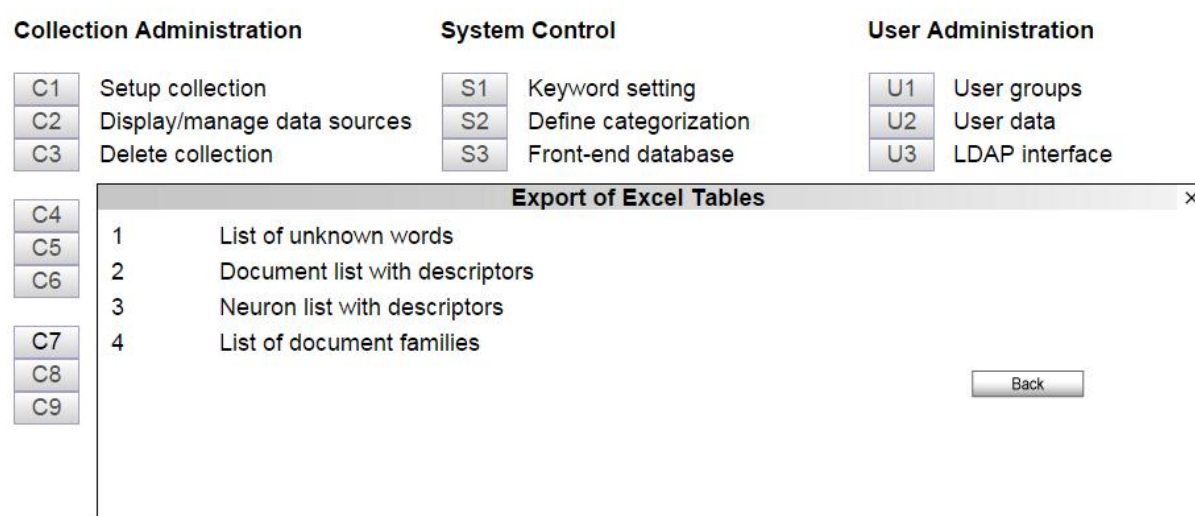 Collection Administration System Control User Administration
C1 Setup collection S1 Keyword setting U1 User groups
C2 Display/manage data sources S2 Define categorization U2 User data
C3 Delete collection S3 Front-end database U3 LDAP interface
Export of Excel Tables ×
C4
1 List of unknown words
C5
2 Document list with descriptors
C6
3 Neuron list with descriptors
C7 4 List of document families
C8
Back
C9